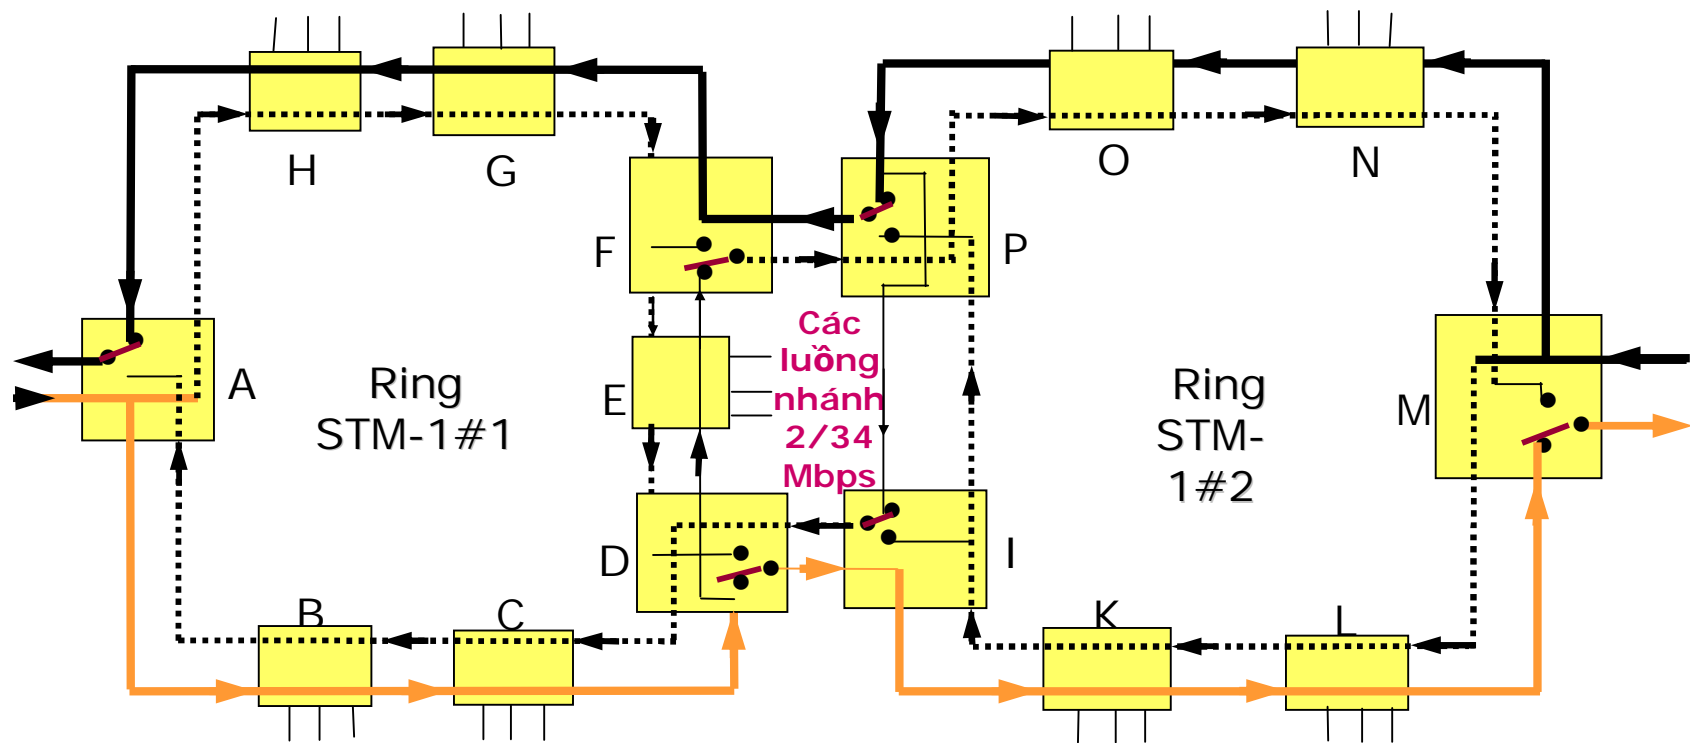 H
G
O
N
F
P
Các
luồng
nhánh
2/34
Mbps
A
Ring
STM-1#1
E
Ring
STM-
1#2
M
D
I
B
C
K
L